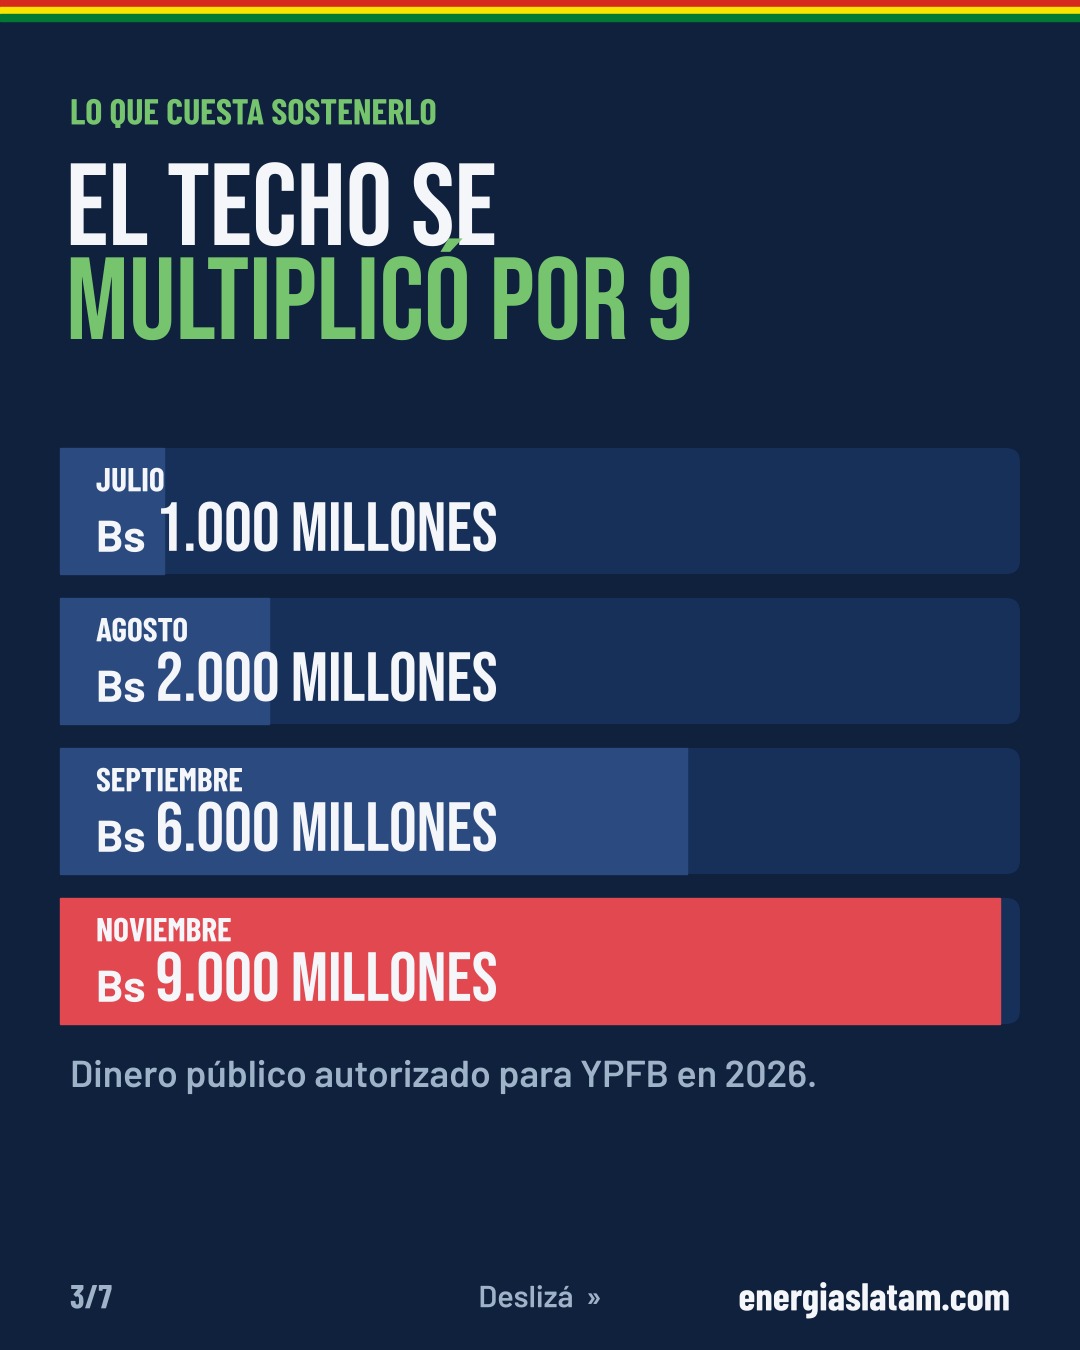 LO QUE CUESTA SOSTENERLO
EL TECHO SE
MULTIPLICÓ POR 9
JULIO
Bs 1.000 MILLONES
AGOSTO
Bs 2.000 MILLONES
SEPTIEMBRE
Bs 6.000 MILLONES
NOVIEMBRE
Bs 9.000 MILLONES
Dinero público autorizado para YPFB en 2026.
3/7
Deslizá »
energiaslatam.com